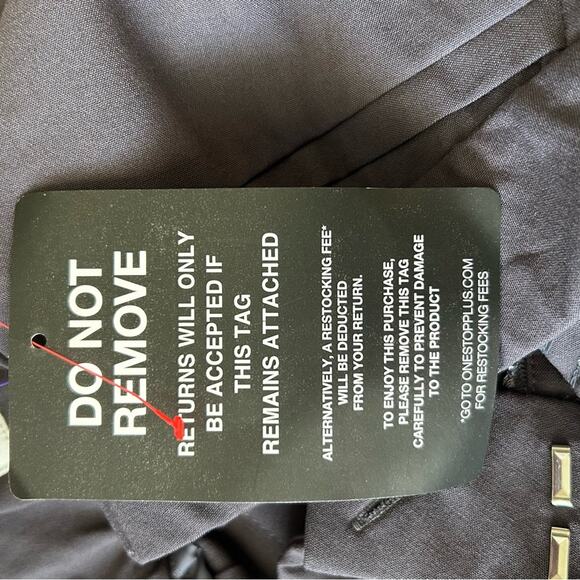 DO NOT
REMOVE
RETURNS WILL ONLY
BE ACCEPTED IF
THIS TAG
REMAINS ATTACHED
ALTERNATIVELY, A RESTOCKING FEE*
WILL BE DEDUCTED
FROM YOUR RETURN.
TO ENJOY THIS PURCHASE,
PLEASE REMOVE THIS TAG
CAREFULLY TO PREVENT DAMAGE
TO THE PRODUCT
*GO TO ONESTOPPLUS.COM
FOR RESTOCKING FEES